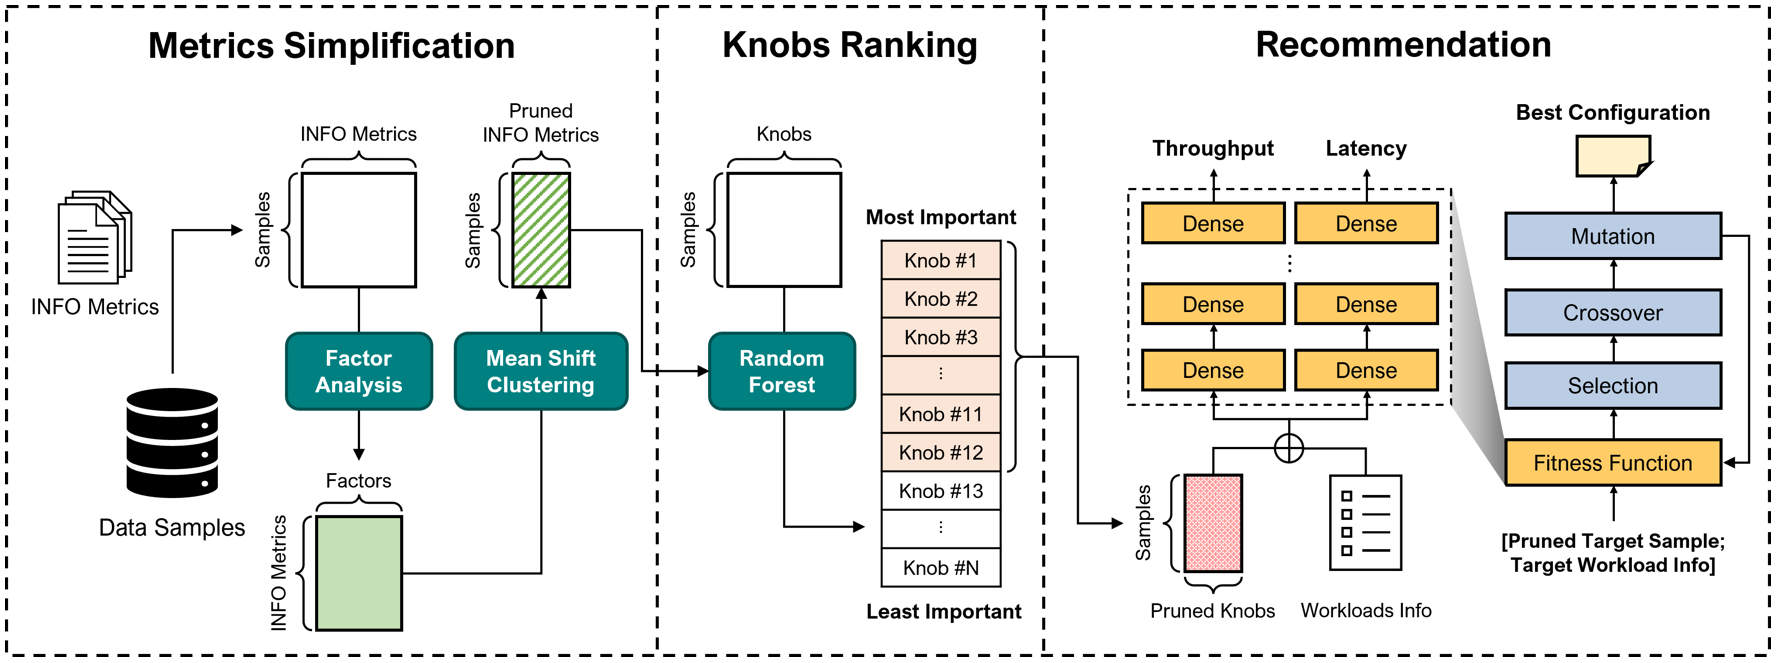 Metrics Simplification
INFO Metrics
Data Samples
INFO Metrics
Samples
Factor
Analysis
Factors
INFO Metrics
Pruned
INFO Metrics
Samples
Mean Shift
Clustering
Knobs Ranking
Knobs
Samples
Random
Forest
Most Important
Knob #1
Knob #2
Knob #3
⋮
Knob #11
Knob #12
Knob #13
⋮
Knob #N
Least Important
Recommendation
Throughput
Latency
Dense
Dense
⋮
Dense
Dense
Dense
Dense
Samples
Pruned Knobs
Workloads Info
Best Configuration
Mutation
Crossover
Selection
Fitness Function
[Pruned Target Sample;
Target Workload Info]